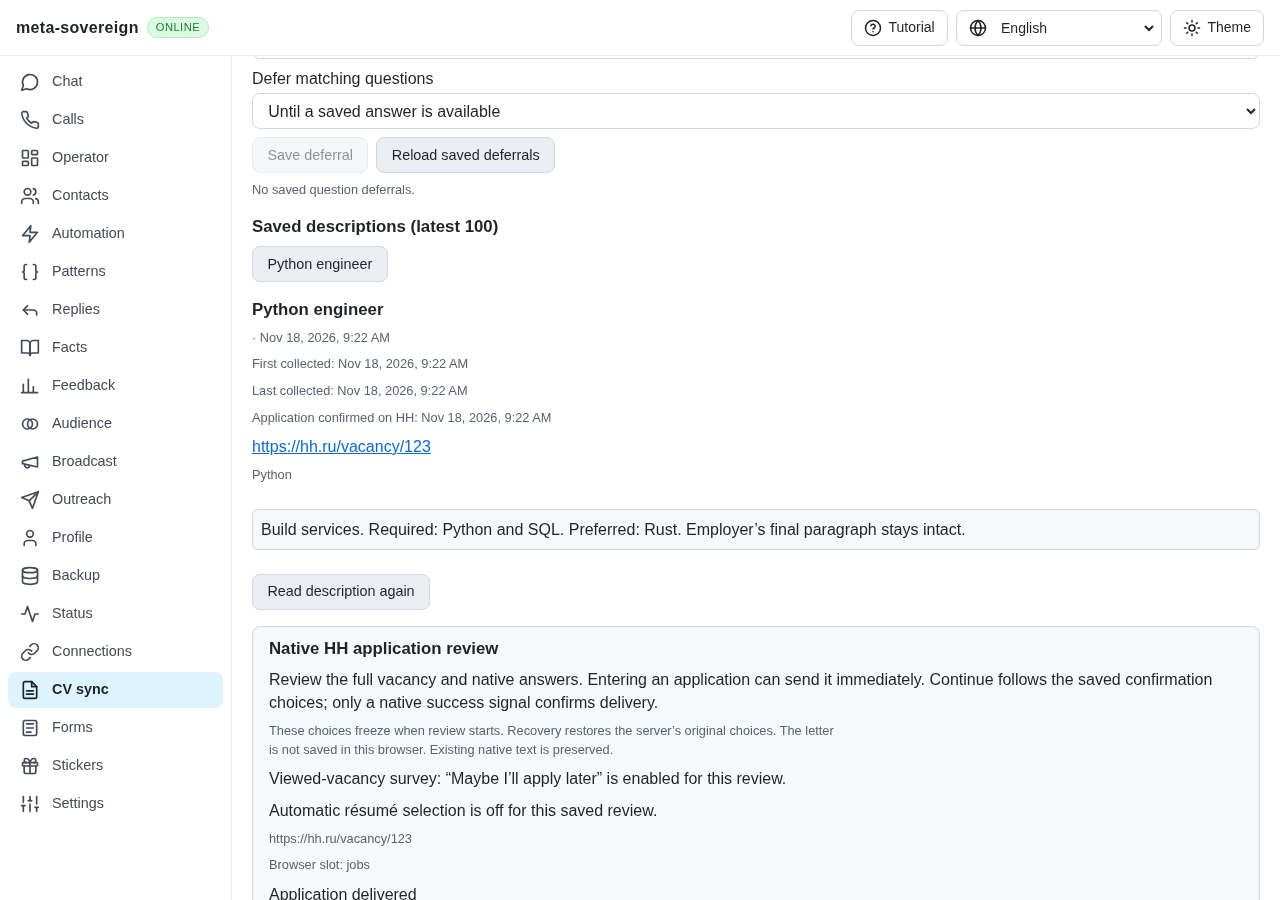 meta-sovereign ONLINE Tutorial English Theme
Chat
Calls
Operator
Contacts
Automation
Patterns
Replies
Facts
Feedback
Audience
Broadcast
Outreach
Profile
Backup
Status
Connections
CV sync
Forms
Stickers
Settings
Defer matching questions
Until a saved answer is available
Save deferral Reload saved deferrals
No saved question deferrals.
Saved descriptions (latest 100)
Python engineer
Python engineer
· Nov 18, 2026, 9:22 AM
First collected: Nov 18, 2026, 9:22 AM
Last collected: Nov 18, 2026, 9:22 AM
Application confirmed on HH: Nov 18, 2026, 9:22 AM
https://hh.ru/vacancy/123
Python
Build services. Required: Python and SQL. Preferred: Rust. Employer’s final paragraph stays intact.
Read description again
Native HH application review
Review the full vacancy and native answers. Entering an application can send it immediately. Continue follows the saved confirmation
choices; only a native success signal confirms delivery.
These choices freeze when review starts. Recovery restores the server’s original choices. The letter
is not saved in this browser. Existing native text is preserved.
Viewed-vacancy survey: “Maybe I’ll apply later” is enabled for this review.
Automatic résumé selection is off for this saved review.
https://hh.ru/vacancy/123
Browser slot: jobs
Application delivered